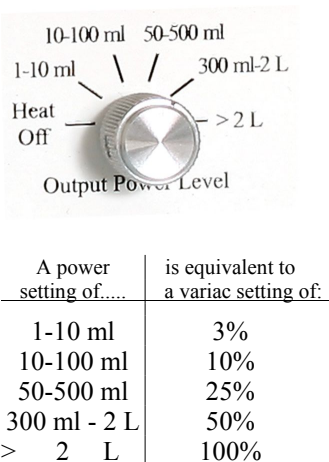 10-100 ml 50-500 ml
1-10 ml 300 ml-2 L
Heat
Off
> 2 L
Output Power Level
A power
setting of.....
is equivalent to
a variac setting of:
1-10 ml 3%
10-100 ml 10%
50-500 ml 25%
300 ml - 2 L 50%
> 2 L 100%